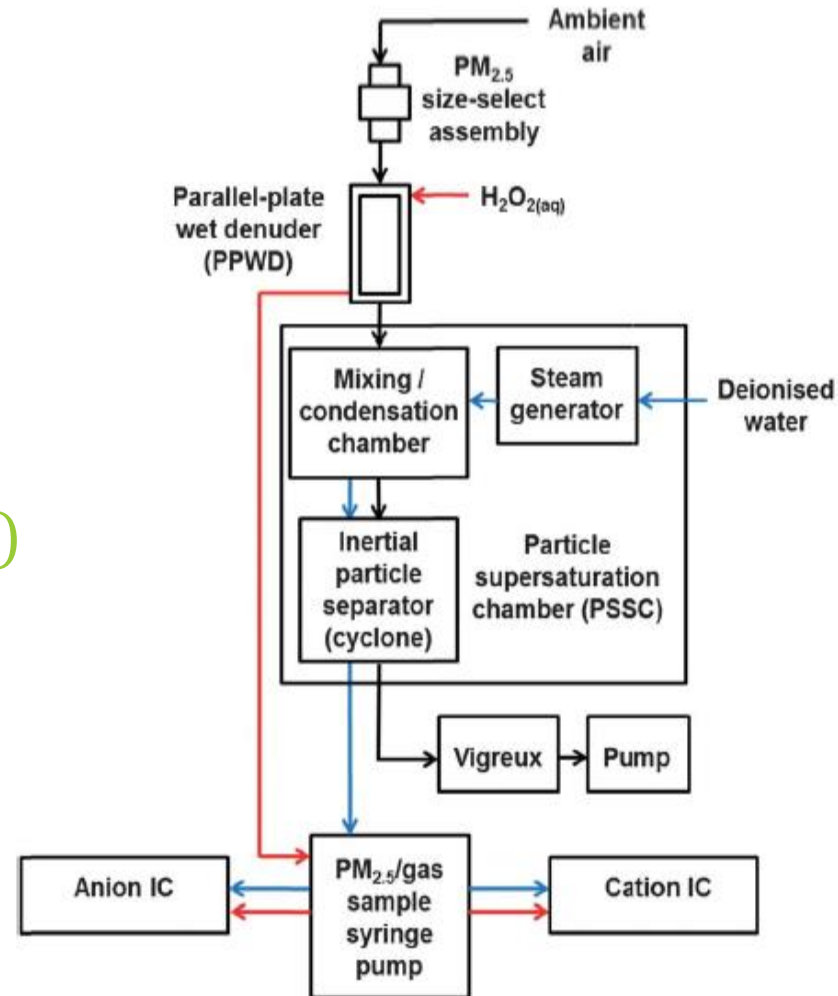 Ambient
air
PM2.5
size-select
assembly
Parallel-plate
wet denuder
(PPWD)
H2O2(aq)
Mixing /
condensation
chamber
Steam
generator
Deionised
water
Inertial
particle
separator
(cyclone)
Particle
supersaturation
chamber (PSSC)
)
Vigreux
Pump
Anion IC
PM2.5/gas
sample
syringe
pump
Cation IC